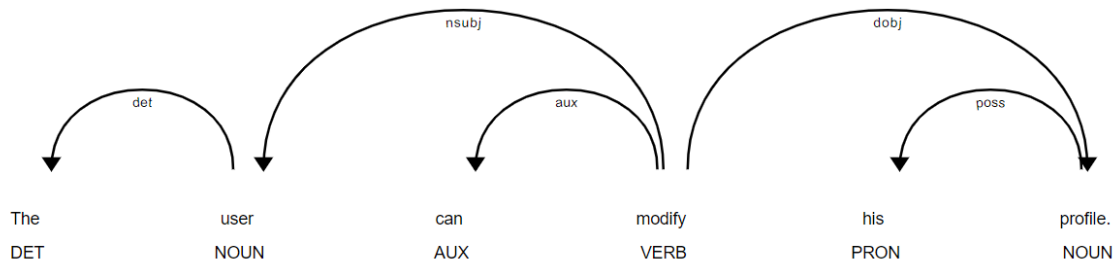 nsubj dobj
det aux poss
The user can modify his profile.
DET NOUN AUX VERB PRON NOUN